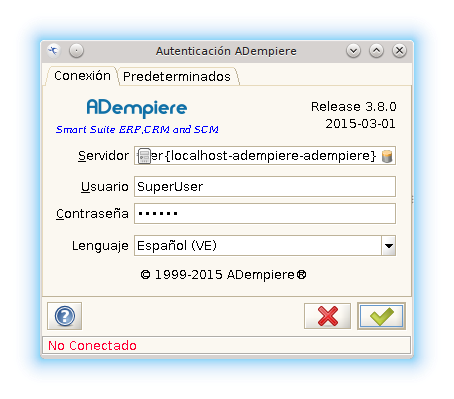 Autenticación ADempiere
Conexión Predeterminados
ADempiere
Smart Suite ERP,CRM and SCM
Release 3.8.0
2015-03-01
Servidor {localhost-adempiere-adempiere}
Usuario SuperUser
Contraseña ••••••
Lenguaje Español (VE)
© 1999-2015 ADempiere®
No Conectado